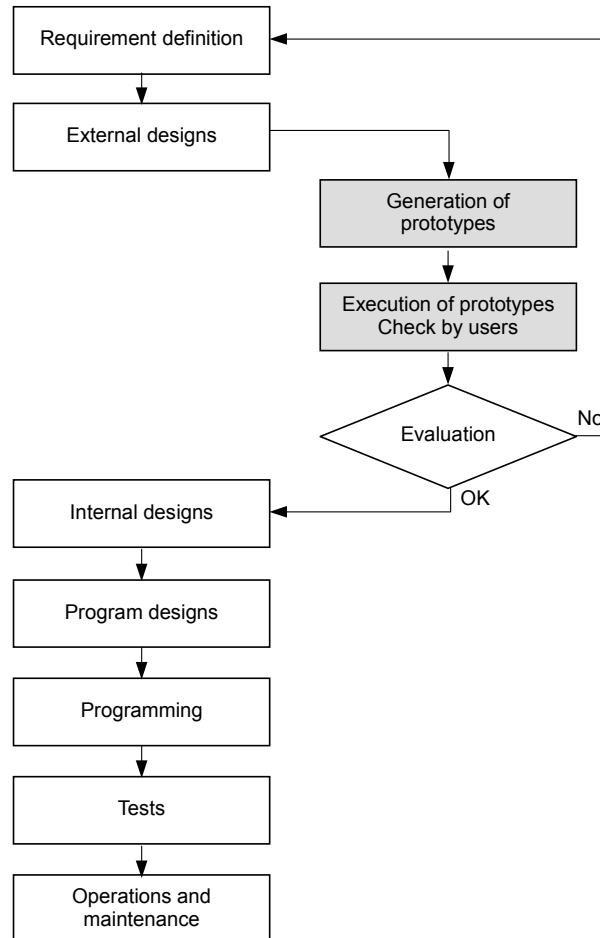 Requirement definition
External designs
Generation of
prototypes
Execution of prototypes
Check by users
Evaluation
No
OK
Internal designs
Program designs
Programming
Tests
Operations and
maintenance